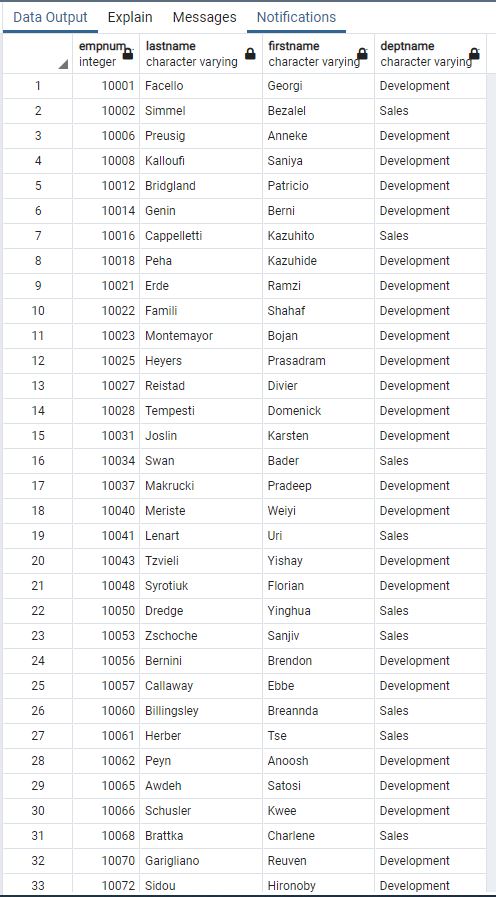 Data Output Explain Messages Notifications
empnum lastname firstname deptname
integer character varying character varying character varying
1 10001 Facello Georgi Development
2 10002 Simmel Bezalel Sales
3 10006 Preusig Anneke Development
4 10008 Kalloufi Saniya Development
5 10012 Bridgland Patricio Development
6 10014 Genin Berni Development
7 10016 Cappelletti Kazuhito Sales
8 10018 Peha Kazuhide Development
9 10021 Erde Ramzi Development
10 10022 Famili Shahaf Development
11 10023 Montemayor Bojan Development
12 10025 Heyers Prasadram Development
13 10027 Reistad Divier Development
14 10028 Tempesti Domenick Development
15 10031 Joslin Karsten Development
16 10034 Swan Bader Sales
17 10037 Makrucki Pradeep Development
18 10040 Meriste Weiyi Development
19 10041 Lenart Uri Sales
20 10043 Tzvieli Yishay Development
21 10048 Syrotiuk Florian Development
22 10050 Dredge Yinghua Sales
23 10053 Zschoche Sanjiv Sales
24 10056 Bernini Brendon Development
25 10057 Callaway Ebbe Development
26 10060 Billingsley Breannda Sales
27 10061 Herber Tse Sales
28 10062 Peyn Anoosh Development
29 10065 Awdeh Satosi Development
30 10066 Schusler Kwee Development
31 10068 Brattka Charlene Sales
32 10070 Garigliano Reuven Development
33 10072 Sidou Hironoby Development